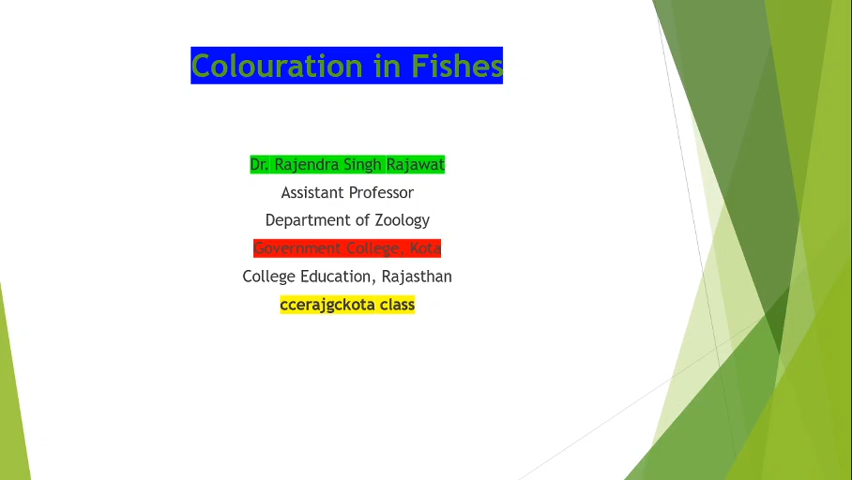 Colouration in Fishes
Dr. Rajendra Singh Rajawat
Assistant Professor
Department of Zoology
Government College, Kota
College Education, Rajasthan
ccerajgckota class